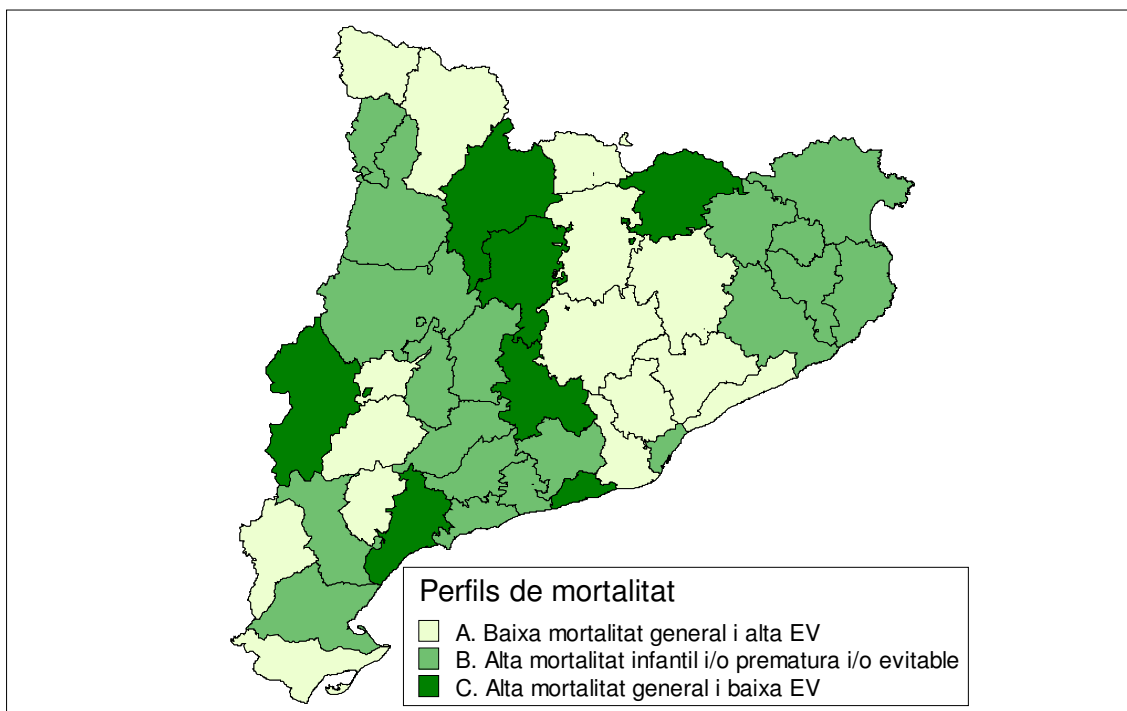 Perfils de mortalitat
A. Baixa mortalitat general i alta EV
B. Alta mortalitat infantil i/o prematura i/o evitable
C. Alta mortalitat general i baixa EV